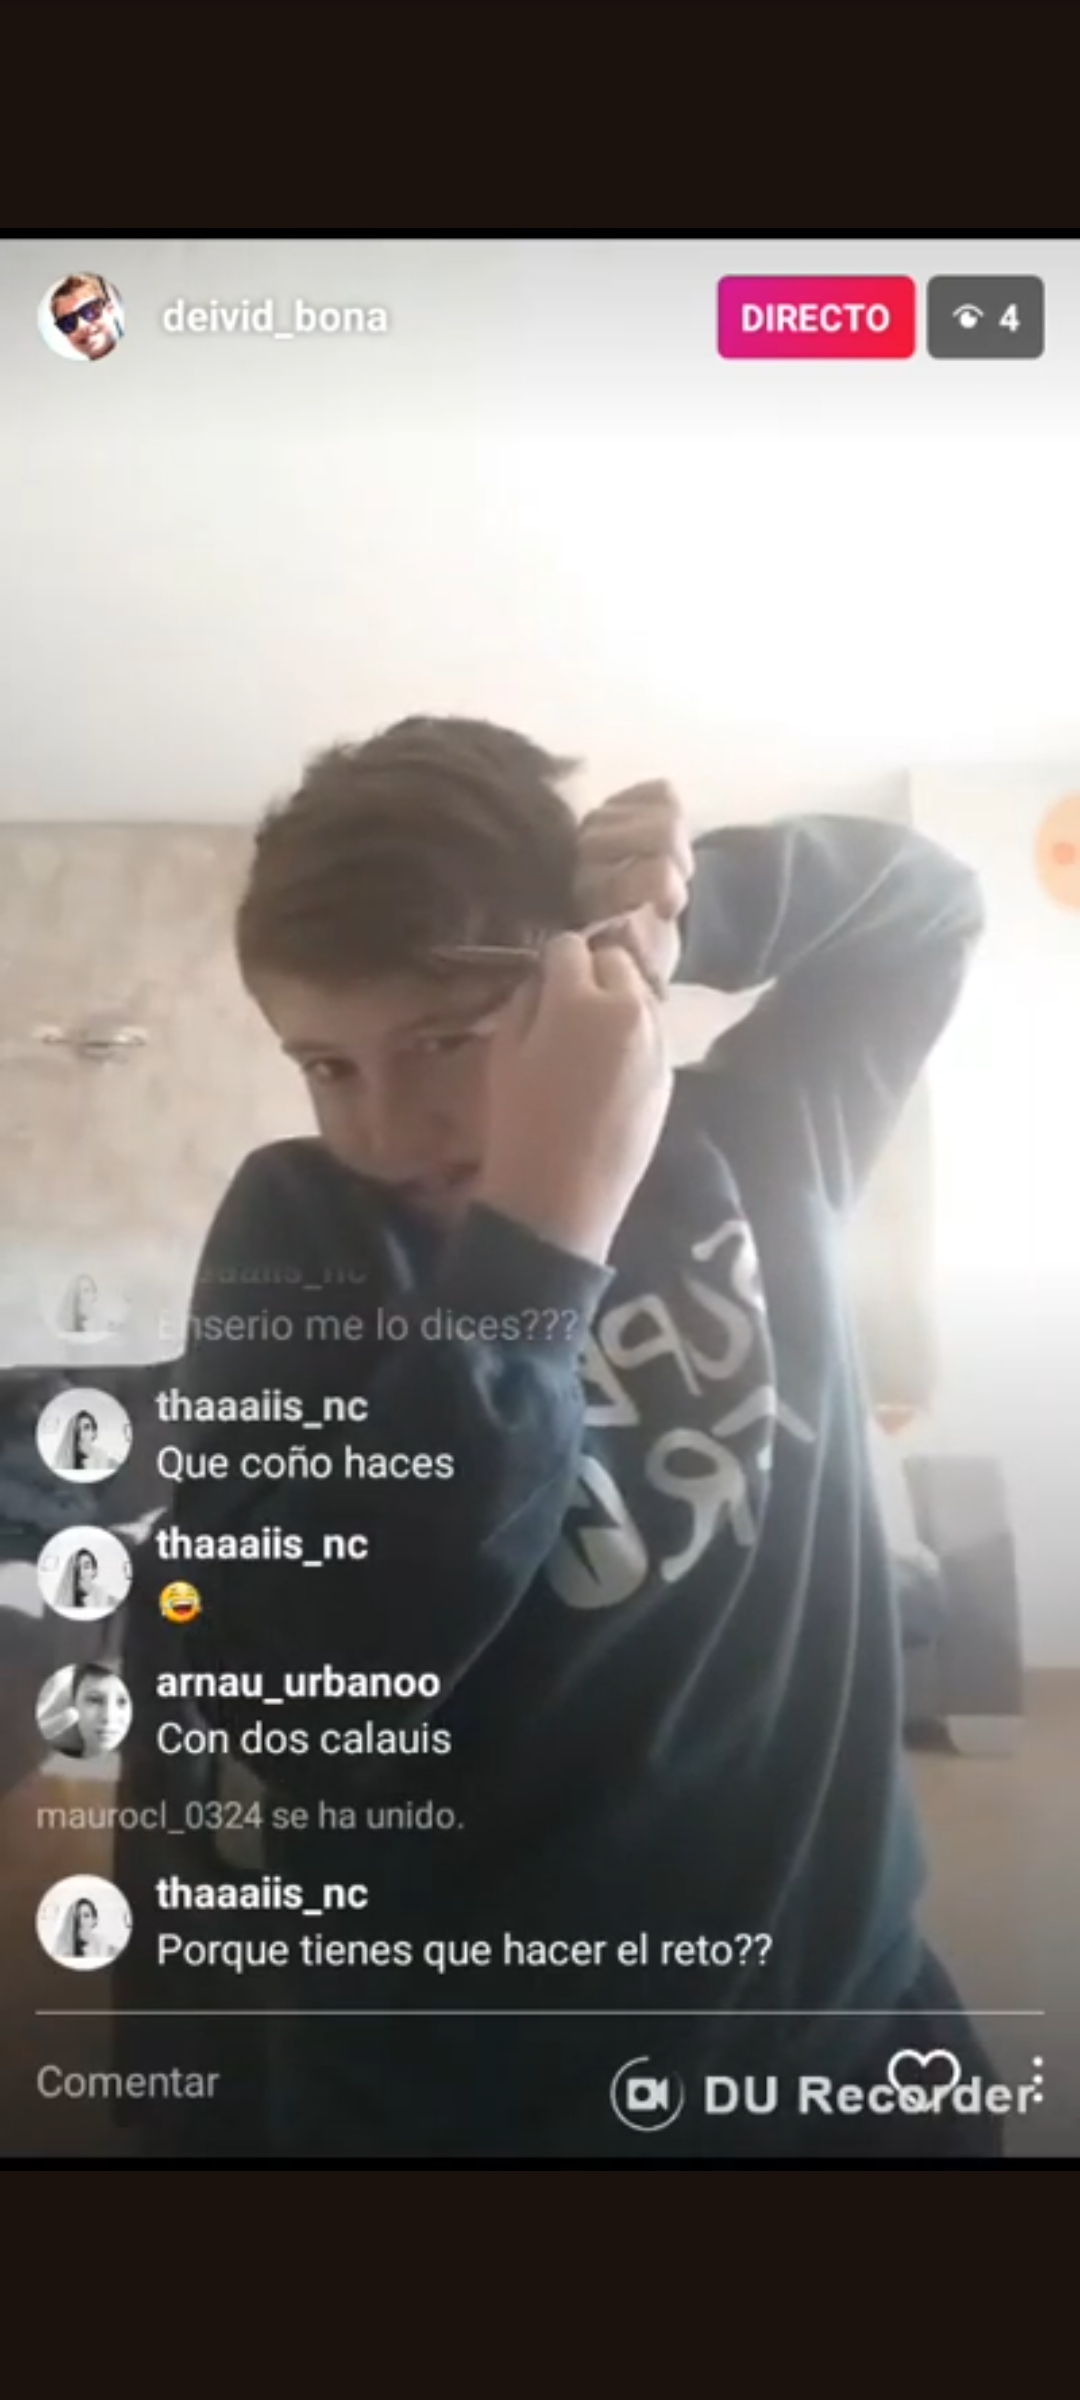 deivid_bona
DIRECTO
4
nserio me lo dices???
thaaaiis_nc
Que coño haces
thaaaiis_nc
😂
arnau_urbanoo
Con dos calauis
maurocl_0324 se ha unido.
thaaaiis_nc
Porque tienes que hacer el reto??
Comentar
DU Recorder